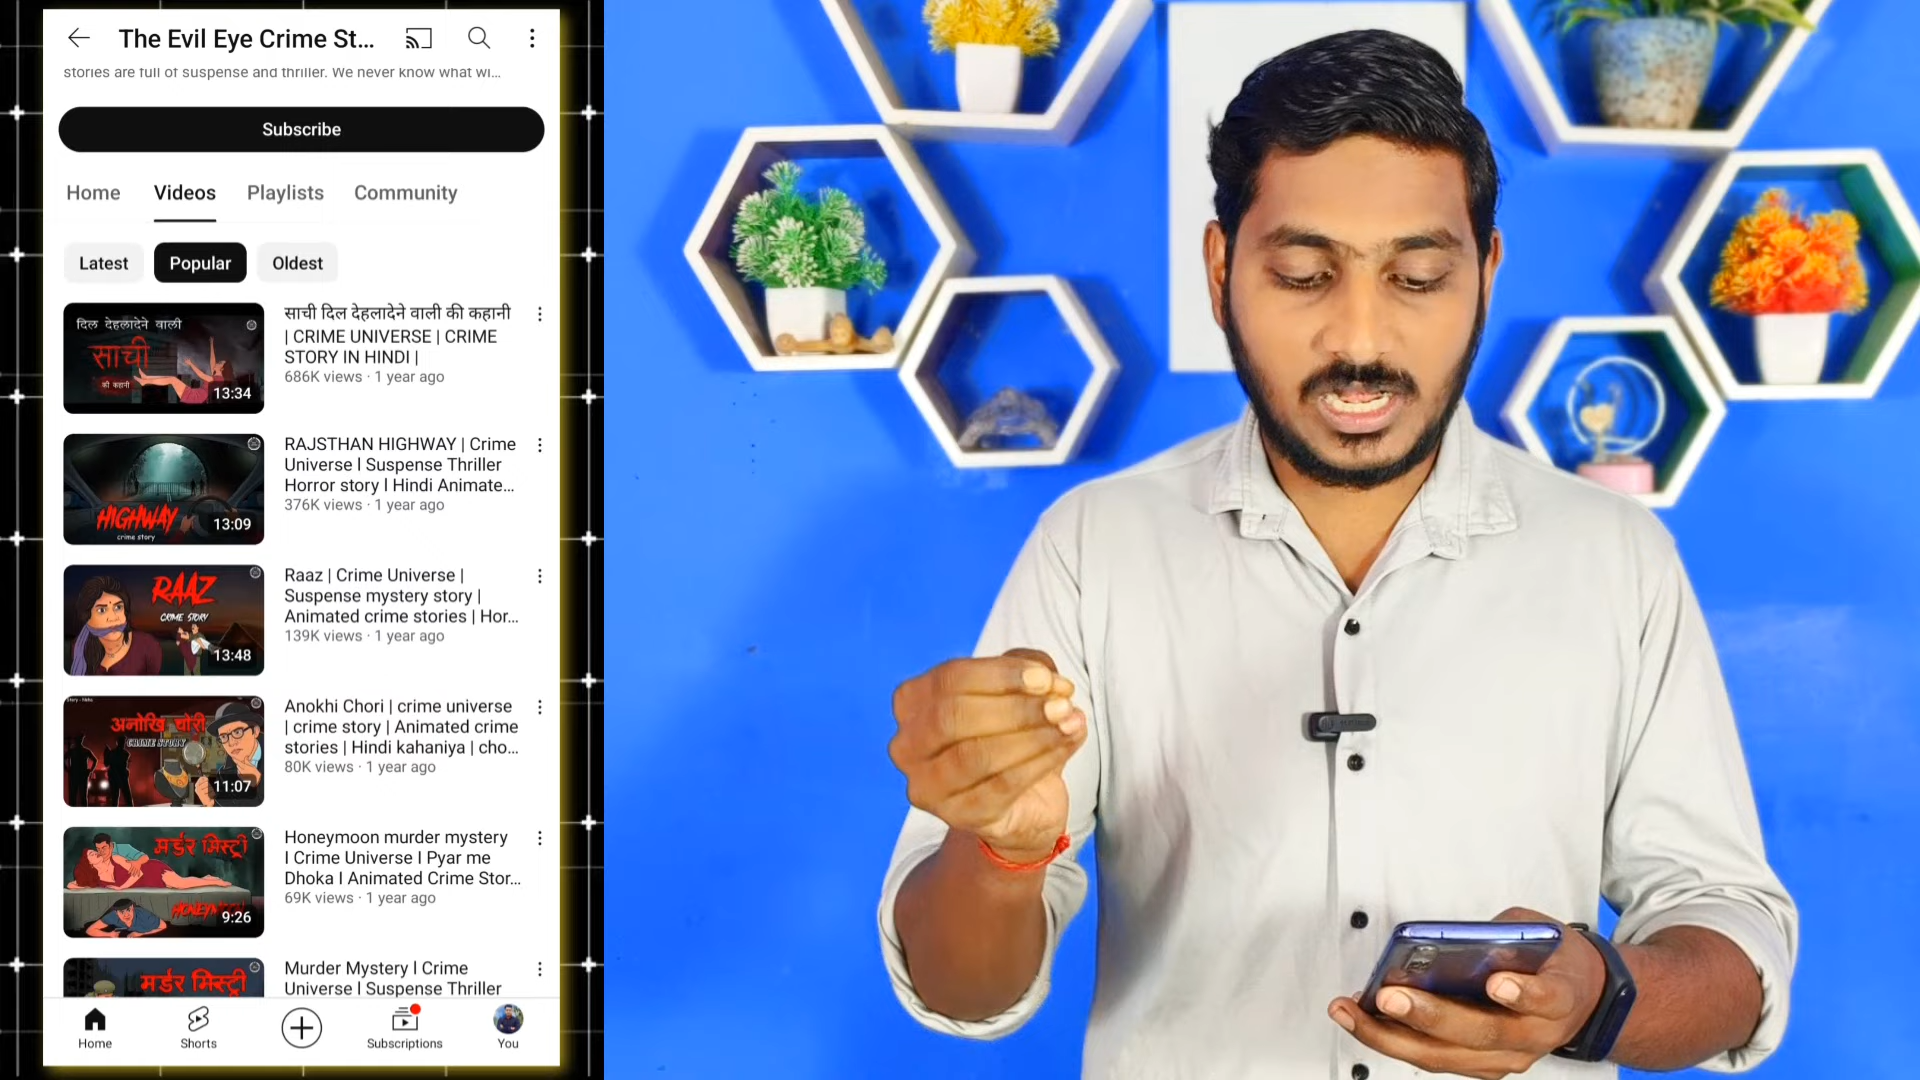 The Evil Eye Crime St...
stories are full of suspense and thriller. We never know what wi...
Subscribe
Home Videos Playlists Community
Latest Popular Oldest
दिल देहलादेने वाली
साची
की कहानी
13:34
साची दिल देहलादेने वाली की कहानी
| CRIME UNIVERSE | CRIME
STORY IN HINDI |
686K views · 1 year ago
HIGHWAY
crime story
13:09
RAJSTHAN HIGHWAY | Crime
Universe l Suspense Thriller
Horror story l Hindi Animate...
376K views · 1 year ago
RAAZ
CRIME STORY
13:48
Raaz | Crime Universe |
Suspense mystery story |
Animated crime stories | Hor...
139K views · 1 year ago
अनोखि चोरी
CRIME STORY
11:07
Anokhi Chori | crime universe
| crime story | Animated crime
stories | Hindi kahaniya | cho...
80K views · 1 year ago
मर्डर मिस्ट्री
9:26
Honeymoon murder mystery
l Crime Universe l Pyar me
Dhoka l Animated Crime Stor...
69K views · 1 year ago
मर्डर मिस्ट्री
Murder Mystery l Crime
Universe l Suspense Thriller
Home Shorts Subscriptions You